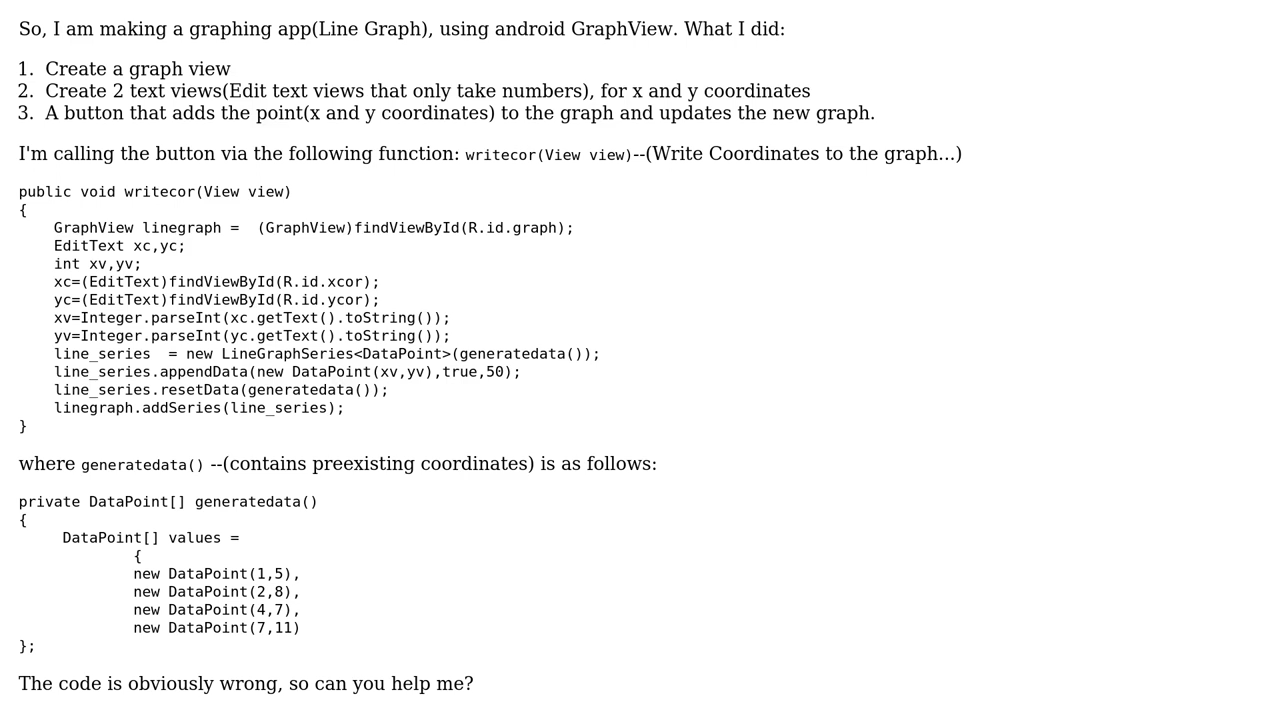 So, I am making a graphing app(Line Graph), using android GraphView. What I did:
1. Create a graph view
2. Create 2 text views(Edit text views that only take numbers), for x and y coordinates
3. A button that adds the point(x and y coordinates) to the graph and updates the new graph.
I'm calling the button via the following function: writecor(View view)--(Write Coordinates to the graph...)
public void writecor(View view)
{
    GraphView linegraph =  (GraphView)findViewById(R.id.graph);
    EditText xc,yc;
    int xv,yv;
    xc=(EditText)findViewById(R.id.xcor);
    yc=(EditText)findViewById(R.id.ycor);
    xv=Integer.parseInt(xc.getText().toString());
    yv=Integer.parseInt(yc.getText().toString());
    line_series  = new LineGraphSeries<DataPoint>(generatedata());
    line_series.appendData(new DataPoint(xv,yv),true,50);
    line_series.resetData(generatedata());
    linegraph.addSeries(line_series);
}
where generatedata() --(contains preexisting coordinates) is as follows:
private DataPoint[] generatedata()
{
     DataPoint[] values =
             {
             new DataPoint(1,5),
             new DataPoint(2,8),
             new DataPoint(4,7),
             new DataPoint(7,11)
};
The code is obviously wrong, so can you help me?